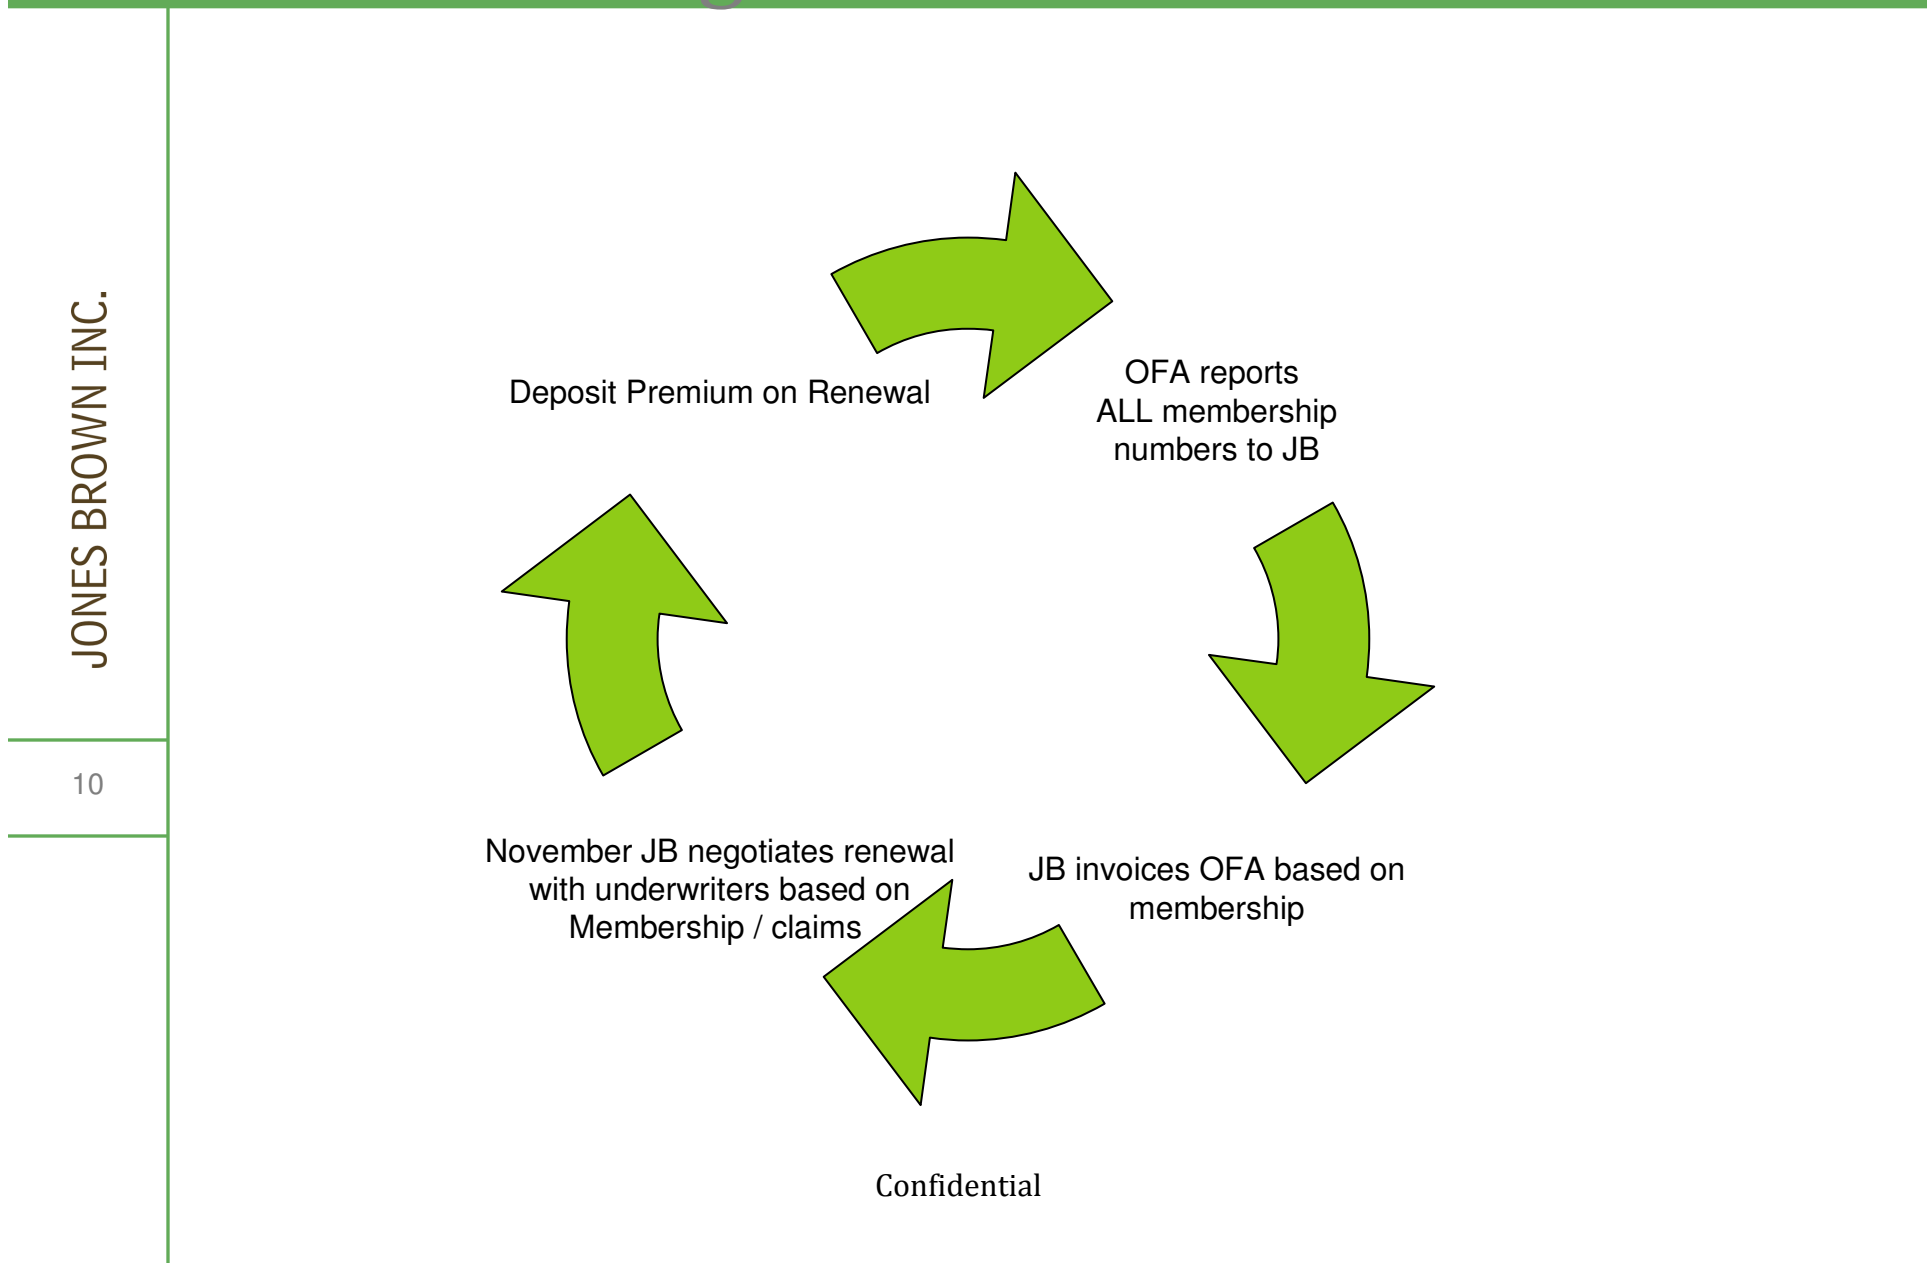 JONES BROWN INC.
10
Deposit Premium on Renewal
OFA reports
ALL membership
numbers to JB
JB invoices OFA based on
membership
November JB negotiates renewal
with underwriters based on
Membership / claims
Confidential